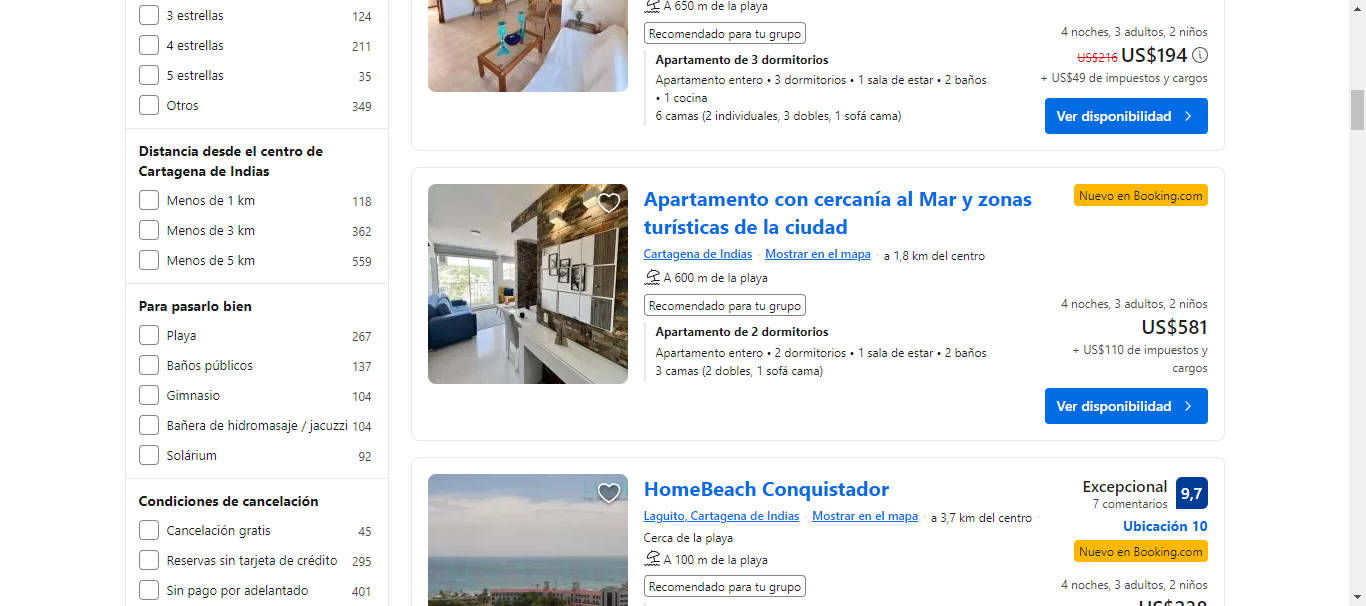 3 estrellas 124
4 estrellas 211
5 estrellas 35
Otros 349
Distancia desde el centro de
Cartagena de Indias
Menos de 1 km 118
Menos de 3 km 362
Menos de 5 km 559
Para pasarlo bien
Playa 267
Baños públicos 137
Gimnasio 104
Bañera de hidromasaje / jacuzzi 104
Solárium 92
Condiciones de cancelación
Cancelación gratis 45
Reservas sin tarjeta de crédito 295
Sin pago por adelantado 401
A 650 m de la playa
Recomendado para tu grupo
Apartamento de 3 dormitorios
Apartamento entero • 3 dormitorios • 1 sala de estar • 2 baños
• 1 cocina
6 camas (2 individuales, 3 dobles, 1 sofá cama)
4 noches, 3 adultos, 2 niños
US$216 US$194
+ US$49 de impuestos y cargos
Ver disponibilidad
Apartamento con cercanía al Mar y zonas
turísticas de la ciudad
Nuevo en Booking.com
Cartagena de Indias · Mostrar en el mapa · a 1,8 km del centro
A 600 m de la playa
Recomendado para tu grupo
Apartamento de 2 dormitorios
Apartamento entero • 2 dormitorios • 1 sala de estar • 2 baños
3 camas (2 dobles, 1 sofá cama)
4 noches, 3 adultos, 2 niños
US$581
+ US$110 de impuestos y
cargos
Ver disponibilidad
HomeBeach Conquistador
Excepcional 9,7
7 comentarios
Laguito, Cartagena de Indias · Mostrar en el mapa · a 3,7 km del centro ·
Ubicación 10
Cerca de la playa
Nuevo en Booking.com
A 100 m de la playa
Recomendado para tu grupo
4 noches, 3 adultos, 2 niños